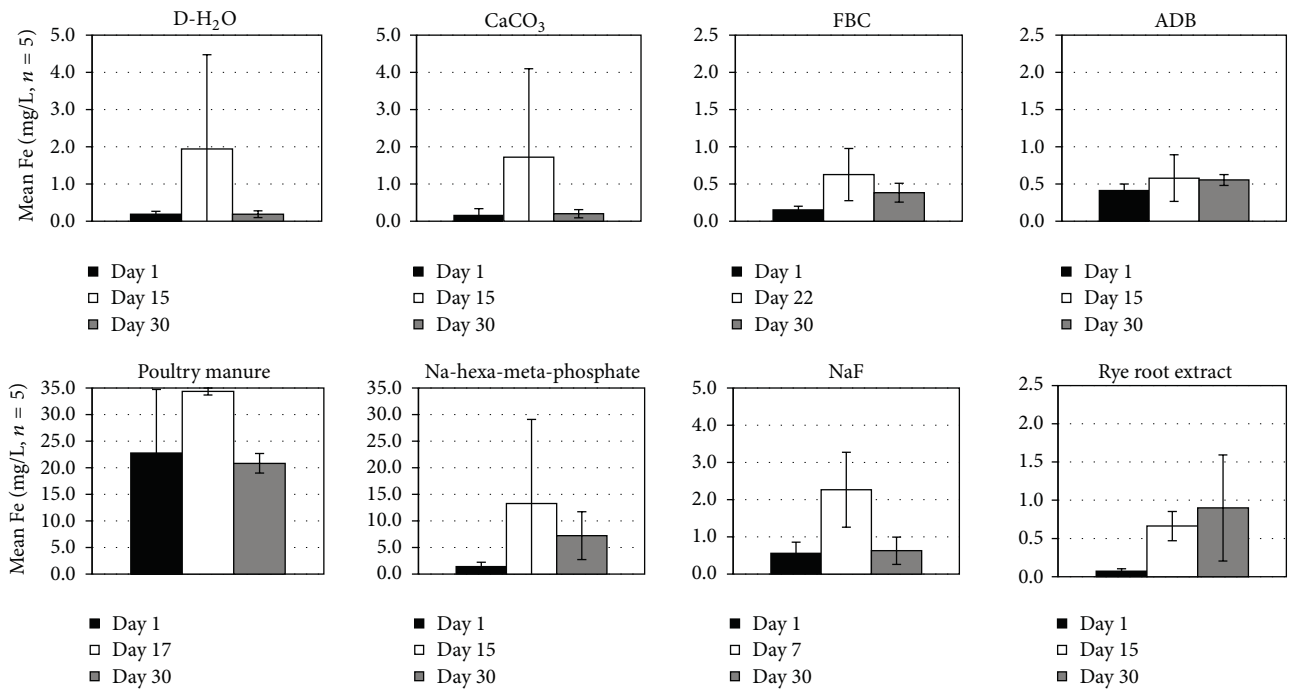 D-H₂O
CaCO₃
FBC
ADB
Mean Fe (mg/L, n = 5)
5.0
4.0
3.0
2.0
1.0
0.0
5.0
4.0
3.0
2.0
1.0
0.0
2.5
2.0
1.5
1.0
0.5
0.0
2.5
2.0
1.5
1.0
0.5
0.0
Day 1
Day 15
Day 30
Day 1
Day 15
Day 30
Day 1
Day 22
Day 30
Day 1
Day 15
Day 30
Poultry manure
Na-hexa-meta-phosphate
NaF
Rye root extract
Mean Fe (mg/L, n = 5)
35.0
30.0
25.0
20.0
15.0
10.0
5.0
0.0
35.0
30.0
25.0
20.0
15.0
10.0
5.0
0.0
5.0
4.0
3.0
2.0
1.0
0.0
2.5
2.0
1.5
1.0
0.5
0.0
Day 1
Day 17
Day 30
Day 1
Day 15
Day 30
Day 1
Day 7
Day 30
Day 1
Day 15
Day 30